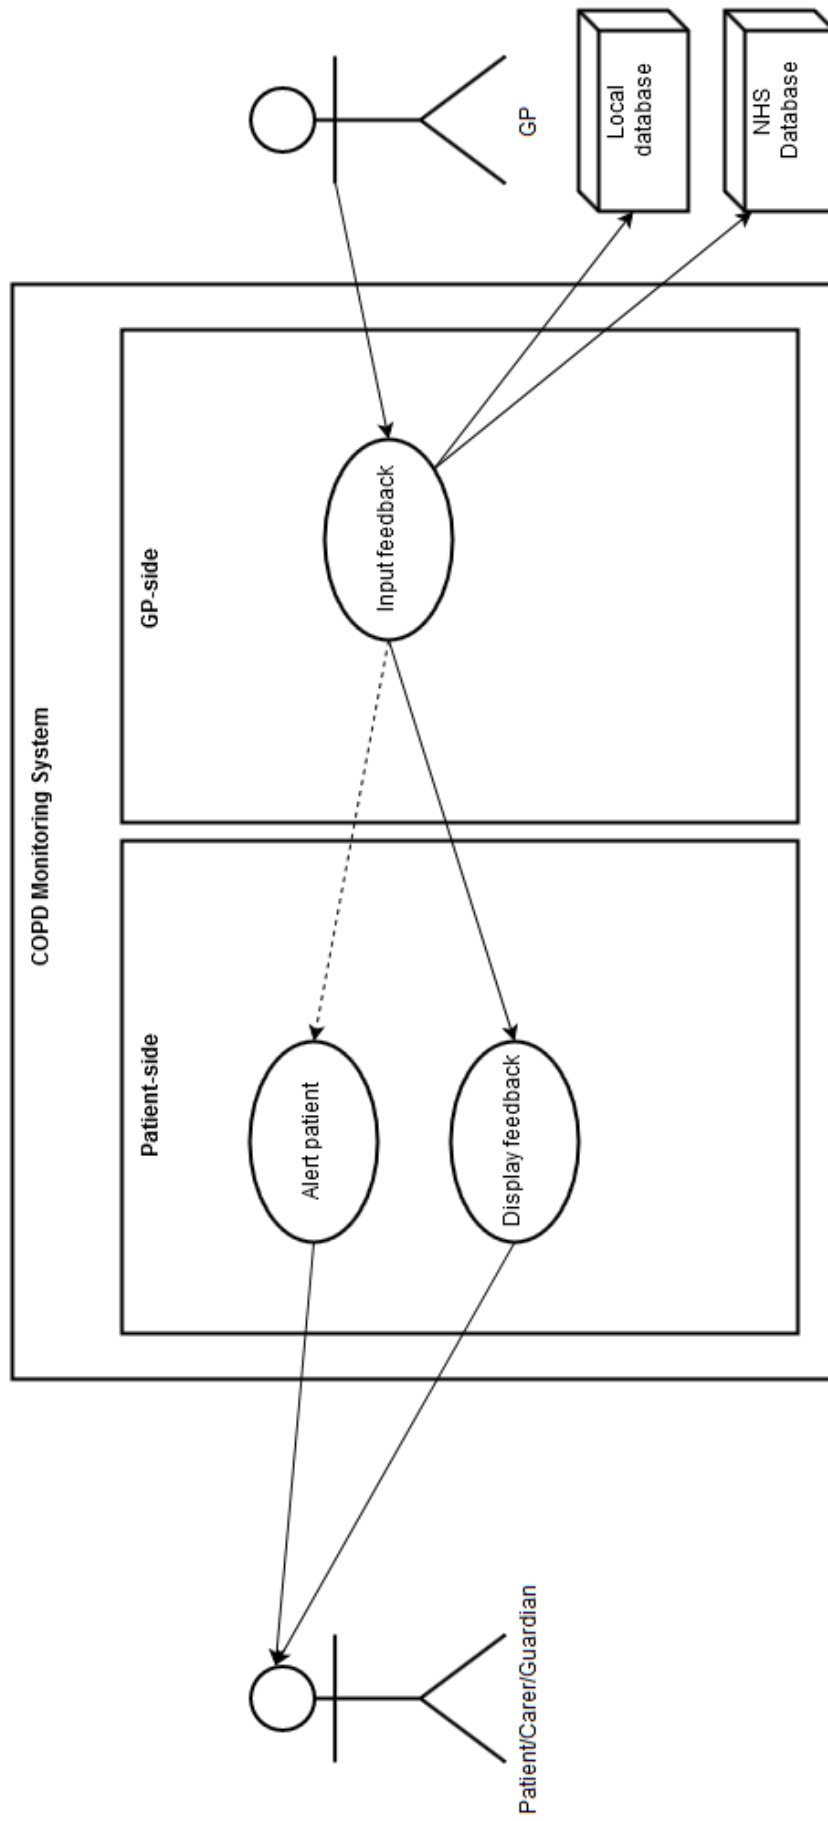 COPD Monitoring System
Patient-side
GP-side
Alert patient
Display feedback
Input feedback
Patient/Carer/Guardian
GP
Local
database
NHS
Database